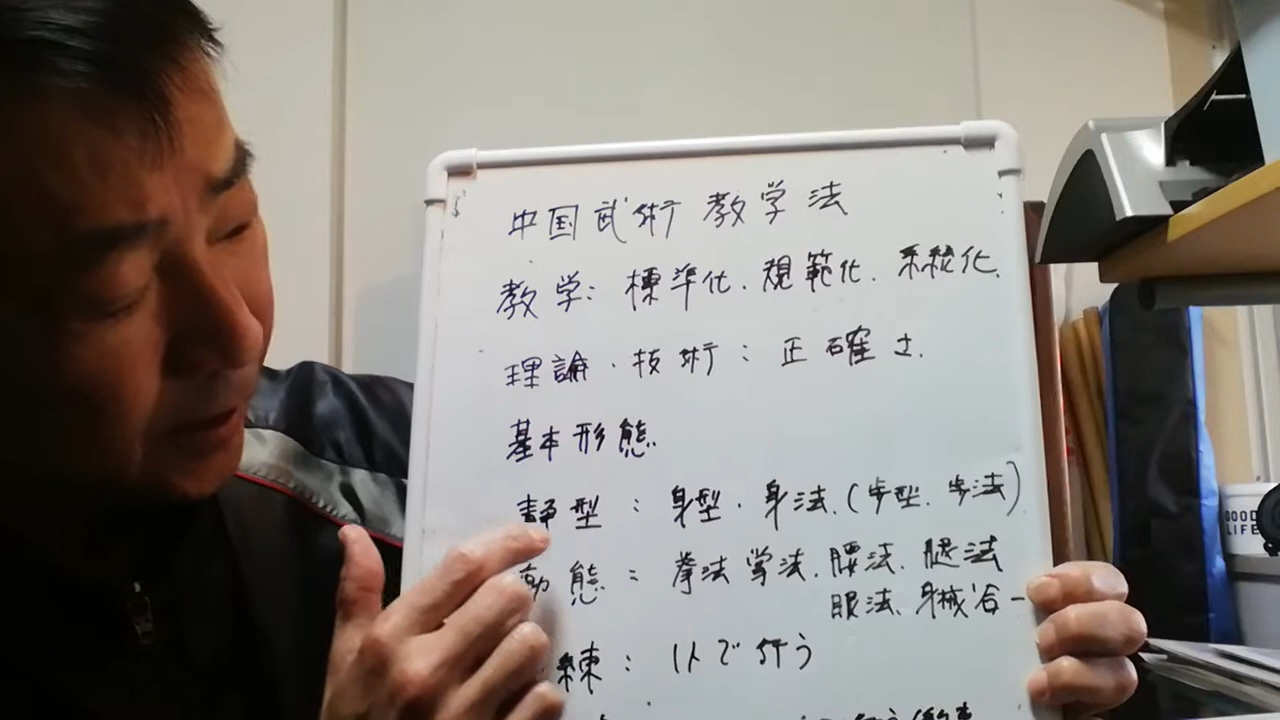 中国武術 教学法
教学: 標準化、規範化、系統化、
理論・技術: 正確さ、
基本形態
静型: 身型・身法、(歩型、歩法)
動態: 拳法掌法、腰法、腿法
眼法、身械合一
練: 1人で行う
GOOD
LIFE